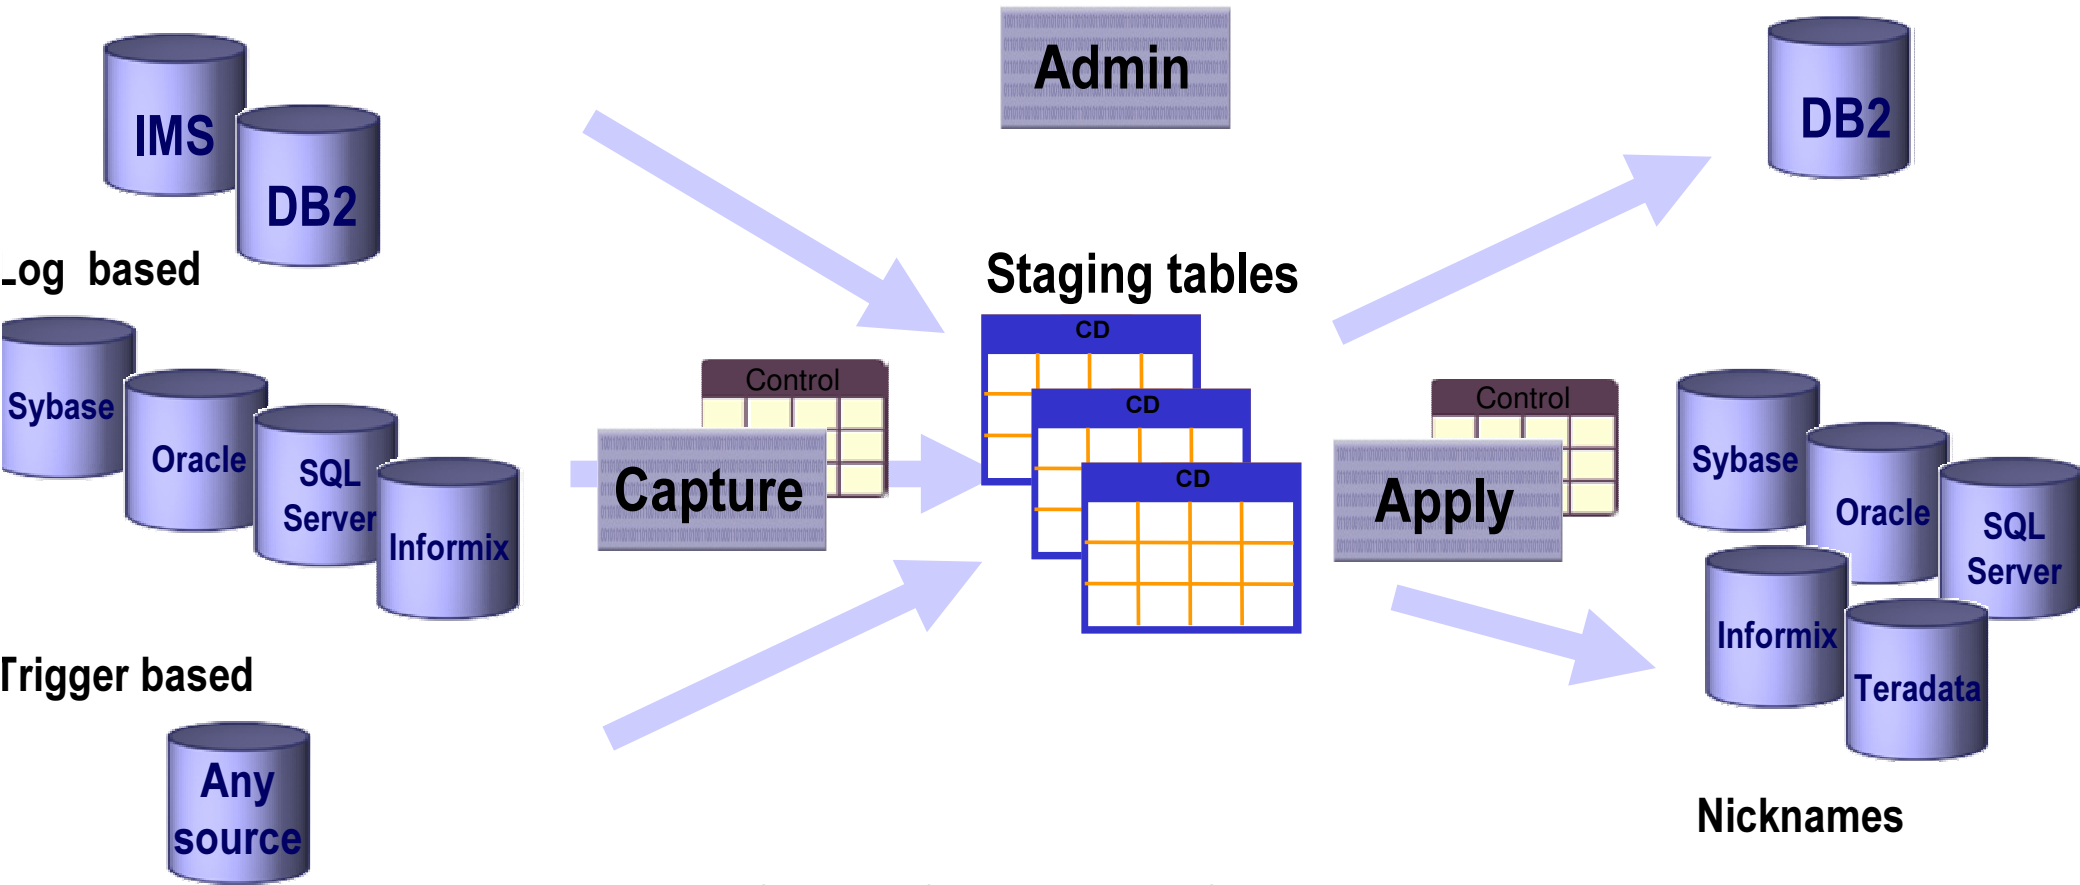 Admin
IMS
DB2
Log based
Sybase
Oracle
SQL
Server
Informix
Trigger based
Any
source
Control
Capture
Staging tables
CD
CD
CD
Control
Apply
DB2
Sybase
Oracle
SQL
Server
Informix
Teradata
Nicknames